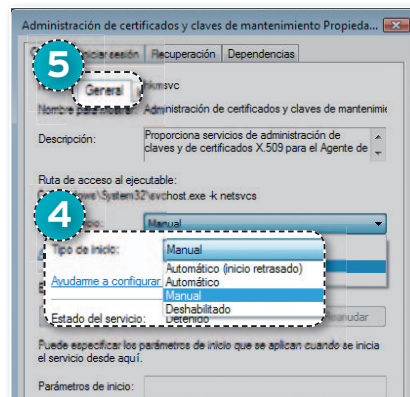 Administración de certificados y claves de mantenimiento Propieda...
5
General
Iniciar sesión
Recuperación
Dependencias
hkmsvc
Nombre para mostrar:
Administración de certificados y claves de mantenimie
Descripción:
Proporciona servicios de administración de
claves y de certificados X.509 para el Agente de
Ruta de acceso al ejecutable:
System32\svchost.exe -k netsvcs
4
Manual
Tipo de inicio:
Manual
Automático (inicio retrasado)
Ayudarme a configurar
Automático
Manual
Deshabilitado
Estado del servicio:
Detenido
Reanudar
Puede especificar los parámetros de inicio que se aplican cuando se inicia
el servicio desde aquí.
Parámetros de inicio: